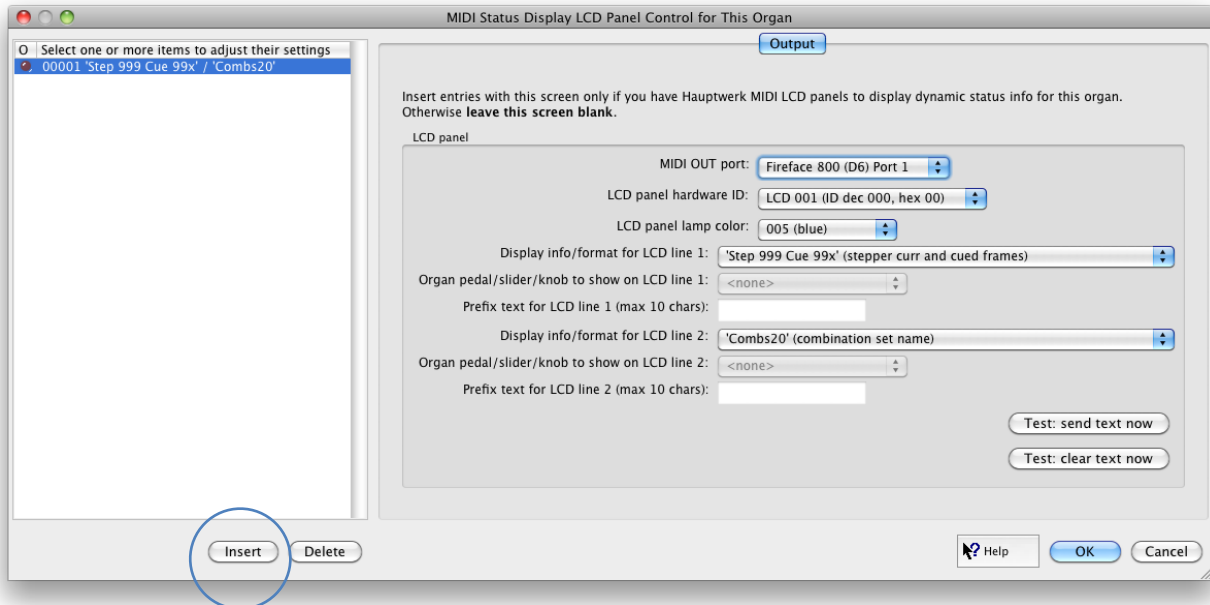 MIDI Status Display LCD Panel Control for This Organ
O Select one or more items to adjust their settings
00001 'Step 999 Cue 99x' / 'Combs20'
Output
Insert entries with this screen only if you have Hauptwerk MIDI LCD panels to display dynamic status info for this organ.
Otherwise leave this screen blank.
LCD panel
MIDI OUT port: Fireface 800 (D6) Port 1
LCD panel hardware ID: LCD 001 (ID dec 000, hex 00)
LCD panel lamp color: 005 (blue)
Display info/format for LCD line 1: 'Step 999 Cue 99x' (stepper curr and cued frames)
Organ pedal/slider/knob to show on LCD line 1: <none>
Prefix text for LCD line 1 (max 10 chars):
Display info/format for LCD line 2: 'Combs20' (combination set name)
Organ pedal/slider/knob to show on LCD line 2: <none>
Prefix text for LCD line 2 (max 10 chars):
Test: send text now
Test: clear text now
Insert Delete ? Help OK Cancel